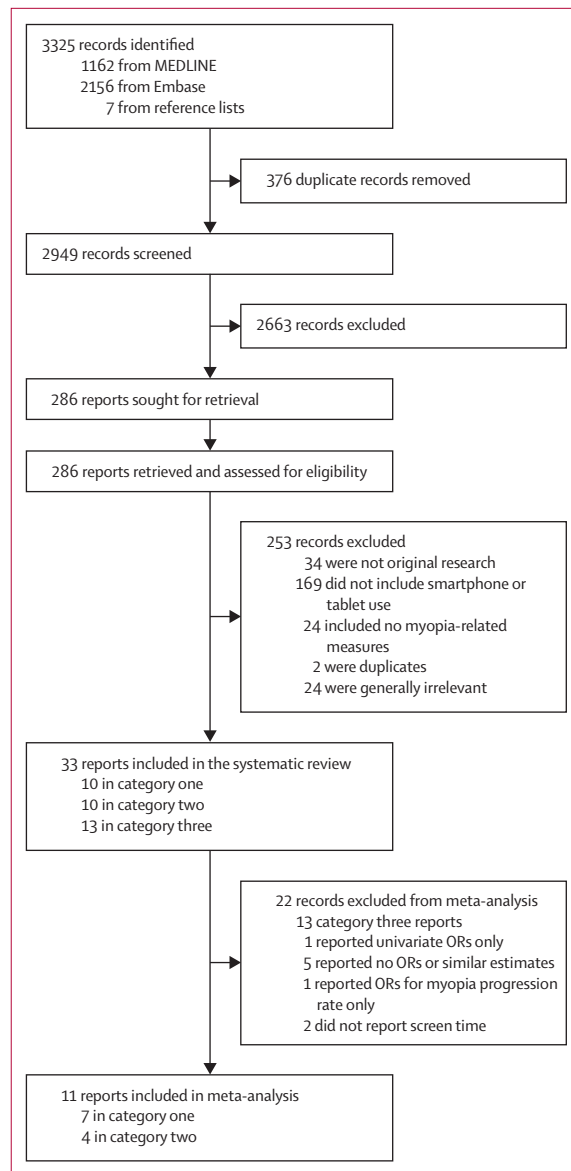 3325 records identified
1162 from MEDLINE
2156 from Embase
7 from reference lists
376 duplicate records removed
2949 records screened
2663 records excluded
286 reports sought for retrieval
286 reports retrieved and assessed for eligibility
253 records excluded
34 were not original research
169 did not include smartphone or
tablet use
24 included no myopia-related
measures
2 were duplicates
24 were generally irrelevant
33 reports included in the systematic review
10 in category one
10 in category two
13 in category three
22 records excluded from meta-analysis
13 category three reports
1 reported univariate ORs only
5 reported no ORs or similar estimates
1 reported ORs for myopia progression
rate only
2 did not report screen time
11 reports included in meta-analysis
7 in category one
4 in category two